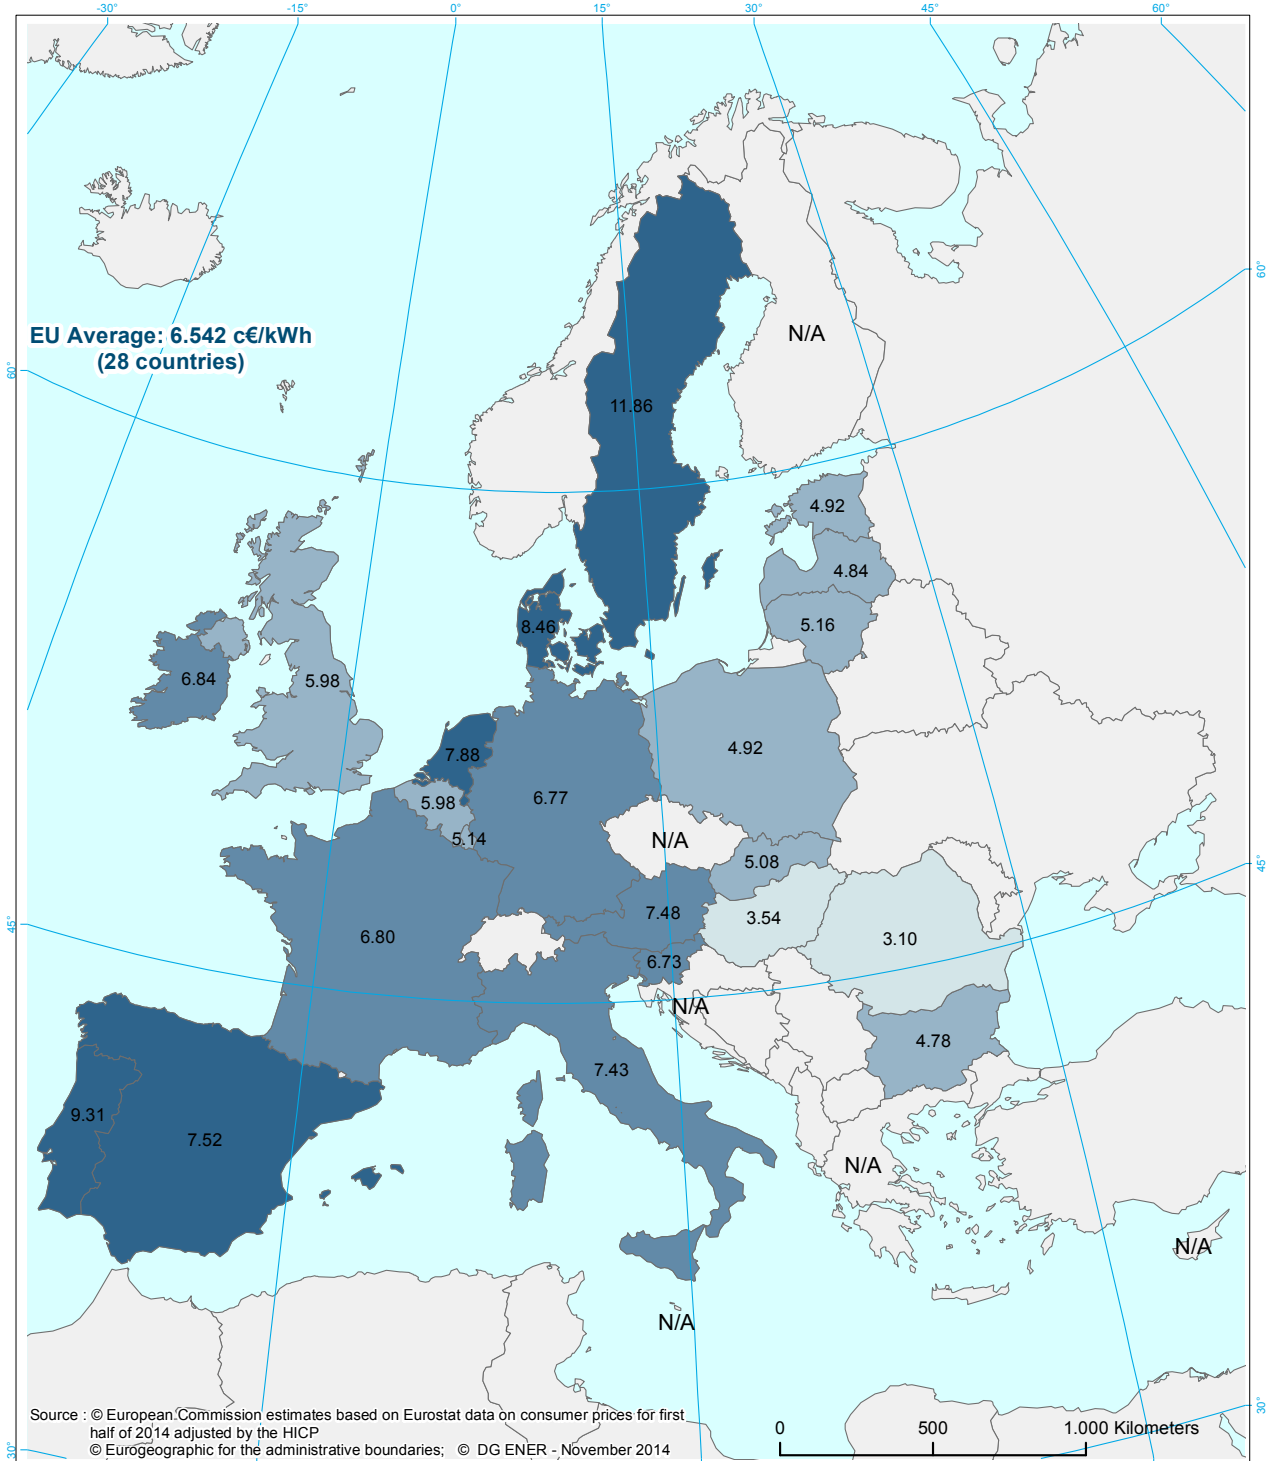 -30°
-15°
0°
15°
30°
45°
60°
60°
EU Average: 6.542 c€/kWh
(28 countries)
N/A
60°
11.86
4.92
4.84
8.46
5.16
6.84
5.98
4.92
7.88
6.77
5.98
5.14
N/A
5.08
45°
7.48
3.54
45°
6.80
3.10
6.73
N/A
4.78
7.43
9.31
7.52
N/A
N/A
N/A
30°
Source : © European Commission estimates based on Eurostat data on consumer prices for first
half of 2014 adjusted by the HICP
© Eurogeographic for the administrative boundaries; © DG ENER - November 2014
0 500 1.000 Kilometers
30°